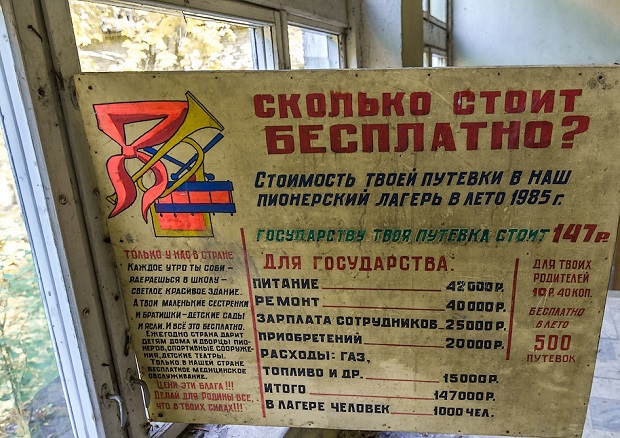 СКОЛЬКО СТОИТ
БЕСПЛАТНО?
СТОИМОСТЬ ТВОЕЙ ПУТЕВКИ В НАШ
ПИОНЕРСКИЙ ЛАГЕРЬ В ЛЕТО 1985 г.
ГОСУДАРСТВУ ТВОЯ ПУТЕВКА СТОИТ 147 р.
ТОЛЬКО У НАС В СТРАНЕ
КАЖДОЕ УТРО ТЫ СОБИ-
РАЕШЬСЯ В ШКОЛУ-
СВЕТЛОЕ КРАСИВОЕ ЗДАНИЕ.
А ТВОИ МАЛЕНЬКИЕ СЕСТРЕНКИ
И БРАТИШКИ-ДЕТСКИЕ САДЫ
И ЯСЛИ. И ВСЁ ЭТО БЕСПЛАТНО.
ЕЖЕГОДНО СТРАНА ДАРИТ
ДЕТЯМ ДОМА И ДВОРЦЫ ПИО-
НЕРОВ, СПОРТИВНЫЕ СООРУЖЕ-
НИЯ, ДЕТСКИЕ ТЕАТРЫ.
ТОЛЬКО В НАШЕЙ СТРАНЕ
БЕСПЛАТНОЕ МЕДИЦИНСКОЕ
ОБСЛУЖИВАНИЕ.
ЦЕНИ ЭТИ БЛАГА!!!
ДЕЛАЙ ДЛЯ РОДИНЫ ВСЕ,
ЧТО В ТВОИХ СИЛАХ!!!
ДЛЯ ГОСУДАРСТВА:
ПИТАНИЕ 42000 Р.
РЕМОНТ 40000 Р.
ЗАРПЛАТА СОТРУДНИКОВ 25000 Р.
ПРИОБРЕТЕНИЙ 20000 Р.
РАСХОДЫ: ГАЗ,
ТОПЛИВО И ДР. 15000 Р.
ИТОГО 147000 Р.
В ЛАГЕРЕ ЧЕЛОВЕК 1000 ЧЕЛ.
ДЛЯ ТВОИХ
РОДИТЕЛЕЙ
10 Р. 40 КОП.
БЕСПЛАТНО
В ЛЕТО
500
ПУТЕВОК